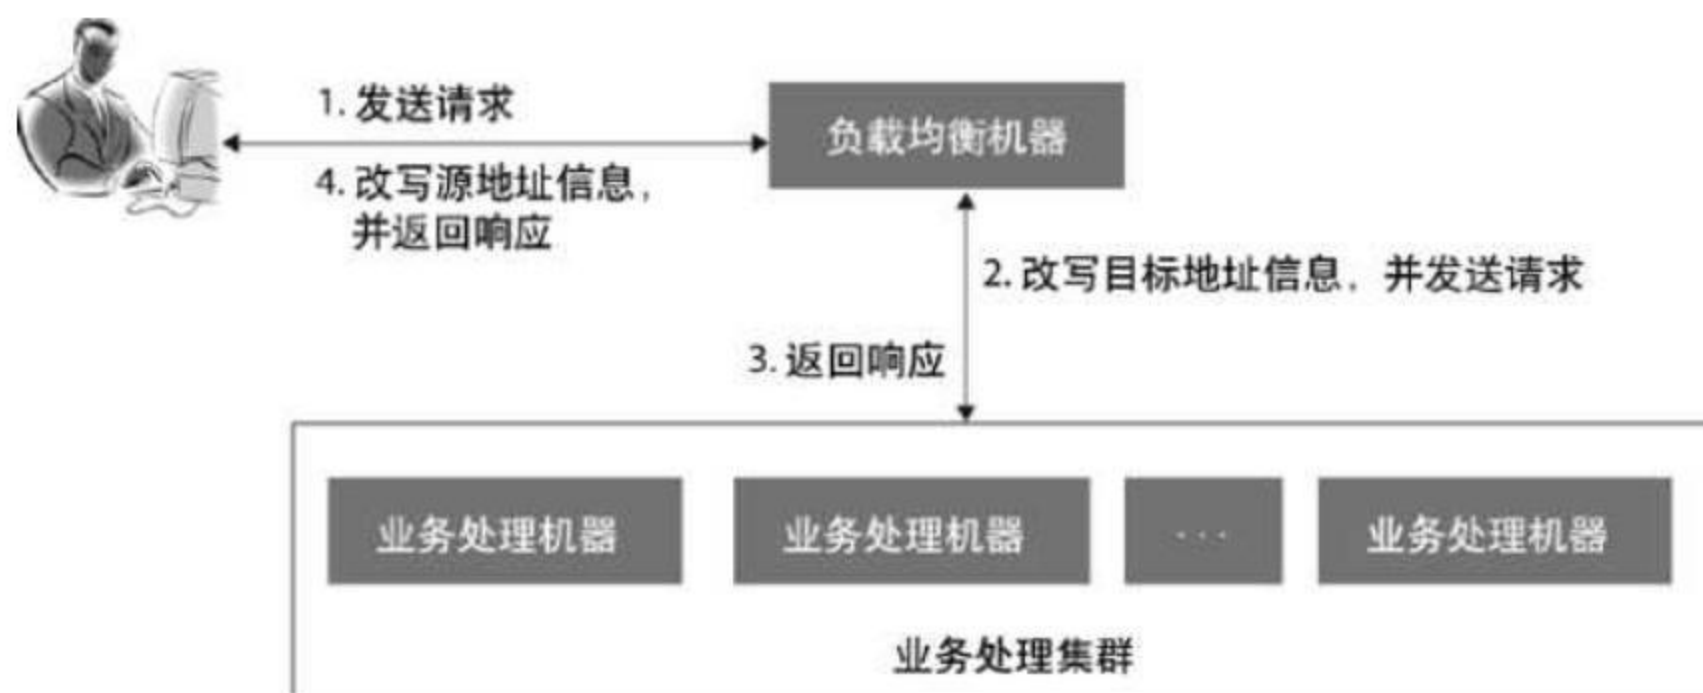 1. 发送请求
负载均衡机器
4. 改写源地址信息，
并返回响应
2. 改写目标地址信息，并发送请求
3. 返回响应
业务处理机器
业务处理机器
...
业务处理机器
业务处理集群